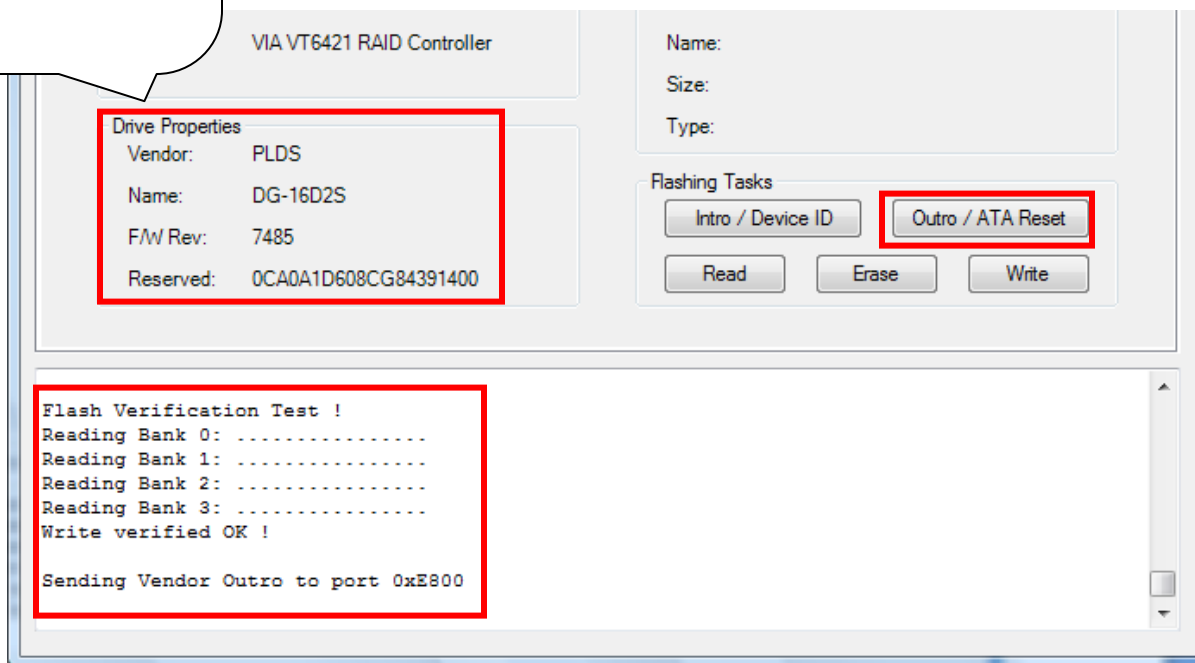 VIA VT6421 RAID Controller
Name:
Size:
Type:
Drive Properties
Vendor: PLDS
Name: DG-16D2S
F/W Rev: 7485
Reserved: 0CA0A1D608CG84391400
Flashing Tasks
Intro / Device ID Outro / ATA Reset
Read Erase Write
Flash Verification Test !
Reading Bank 0: ................
Reading Bank 1: ................
Reading Bank 2: ................
Reading Bank 3: ................
Write verified OK !
Sending Vendor Outro to port 0xE800